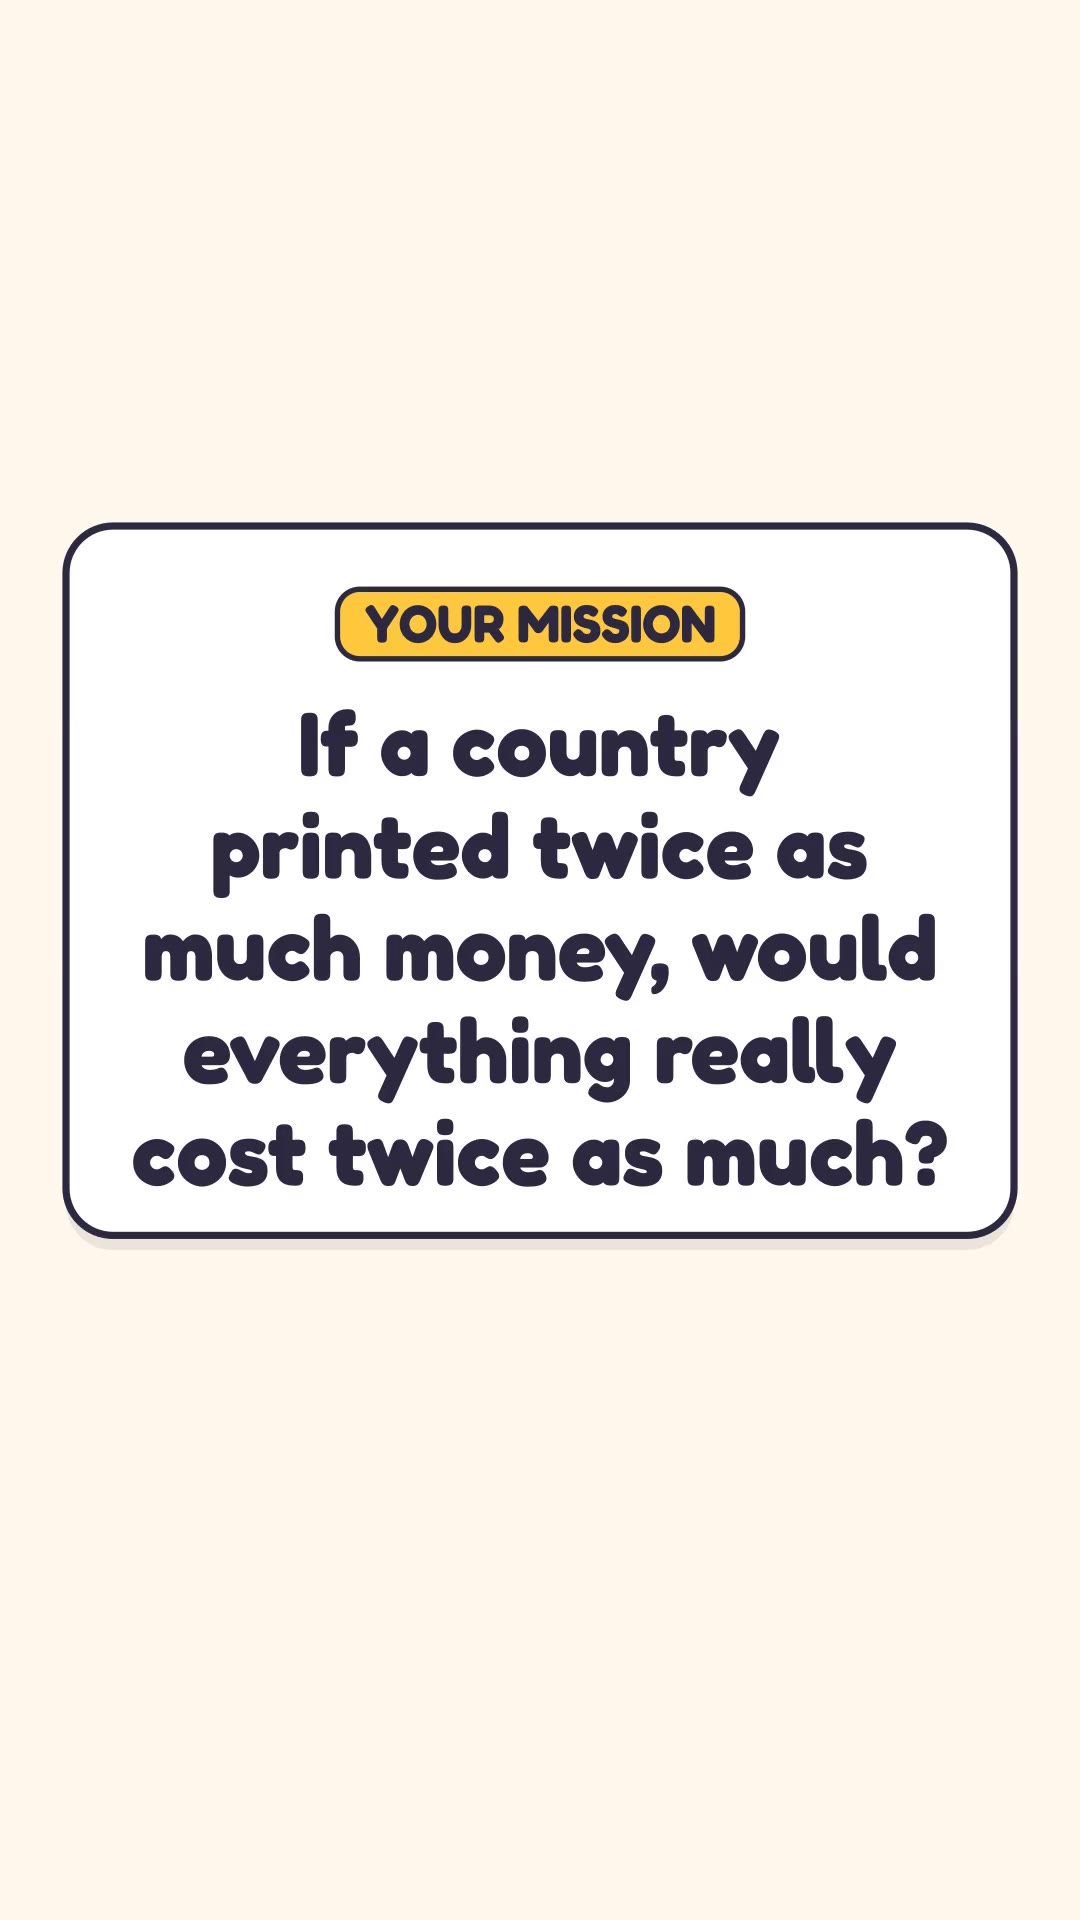 YOUR MISSION
If a country
printed twice as
much money, would
everything really
cost twice as much?